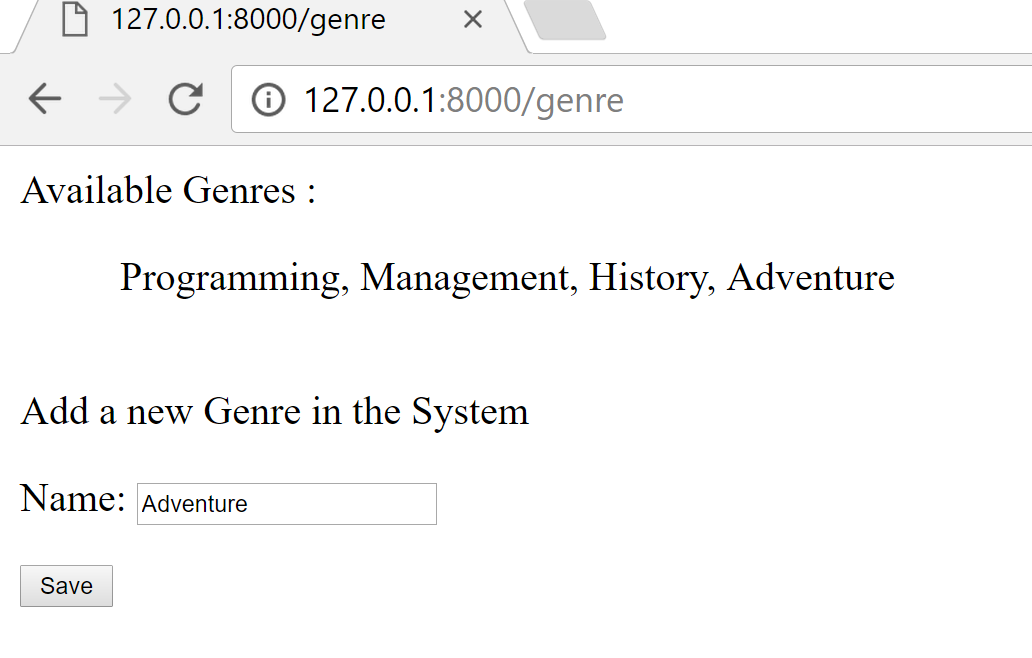 127.0.0.1:8000/genre
127.0.0.1:8000/genre
Available Genres :
Programming, Management, History, Adventure
Add a new Genre in the System
Name: Adventure
Save